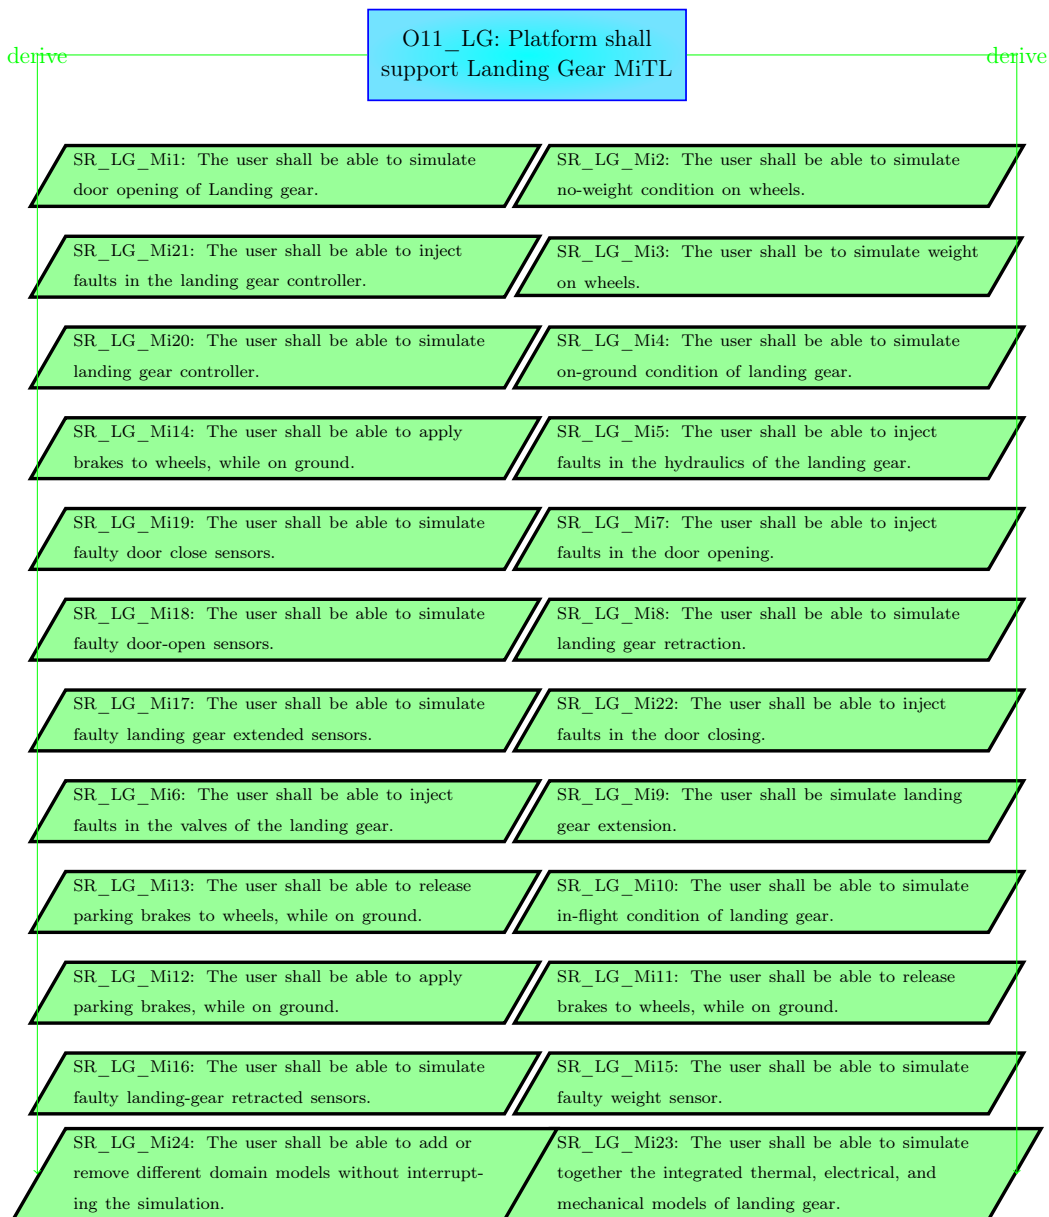 O11_LG: Platform shall
support Landing Gear MiTL
derive
derive
SR_LG_Mi1: The user shall be able to simulate
door opening of Landing gear.
SR_LG_Mi2: The user shall be able to simulate
no-weight condition on wheels.
SR_LG_Mi21: The user shall be able to inject
faults in the landing gear controller.
SR_LG_Mi3: The user shall be to simulate weight
on wheels.
SR_LG_Mi20: The user shall be able to simulate
landing gear controller.
SR_LG_Mi4: The user shall be able to simulate
on-ground condition of landing gear.
SR_LG_Mi14: The user shall be able to apply
brakes to wheels, while on ground.
SR_LG_Mi5: The user shall be able to inject
faults in the hydraulics of the landing gear.
SR_LG_Mi19: The user shall be able to simulate
faulty door close sensors.
SR_LG_Mi7: The user shall be able to inject
faults in the door opening.
SR_LG_Mi18: The user shall be able to simulate
faulty door-open sensors.
SR_LG_Mi8: The user shall be able to simulate
landing gear retraction.
SR_LG_Mi17: The user shall be able to simulate
faulty landing gear extended sensors.
SR_LG_Mi22: The user shall be able to inject
faults in the door closing.
SR_LG_Mi6: The user shall be able to inject
faults in the valves of the landing gear.
SR_LG_Mi9: The user shall be simulate landing
gear extension.
SR_LG_Mi13: The user shall be able to release
parking brakes to wheels, while on ground.
SR_LG_Mi10: The user shall be able to simulate
in-flight condition of landing gear.
SR_LG_Mi12: The user shall be able to apply
parking brakes, while on ground.
SR_LG_Mi11: The user shall be able to release
brakes to wheels, while on ground.
SR_LG_Mi16: The user shall be able to simulate
faulty landing-gear retracted sensors.
SR_LG_Mi15: The user shall be able to simulate
faulty weight sensor.
SR_LG_Mi24: The user shall be able to add or
remove different domain models without interrupt-
ing the simulation.
SR_LG_Mi23: The user shall be able to simulate
together the integrated thermal, electrical, and
mechanical models of landing gear.